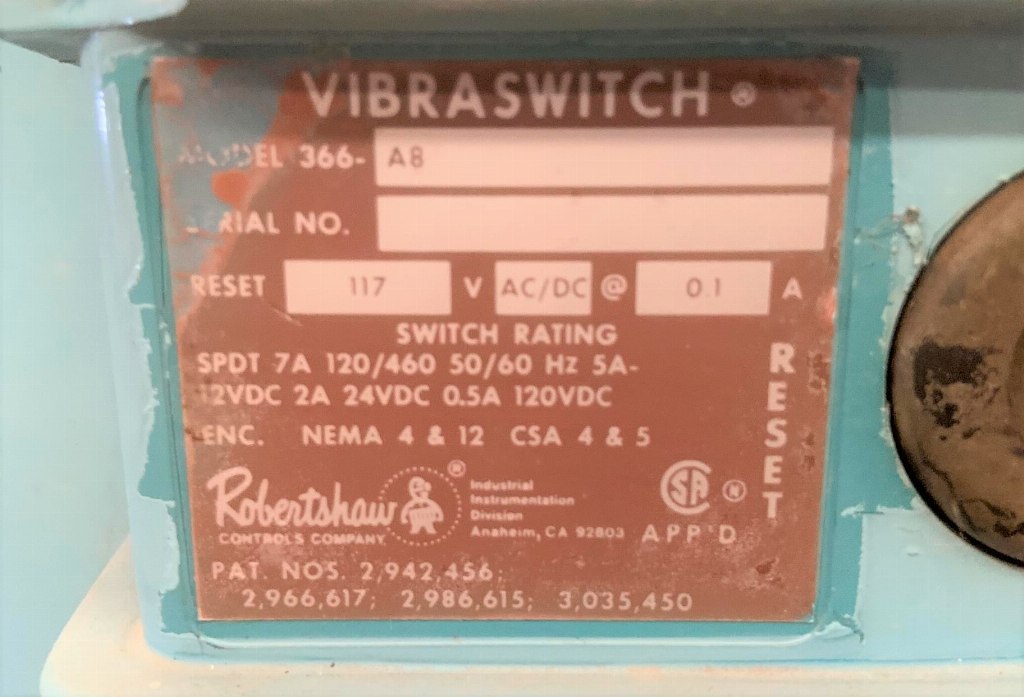 VIBRASWITCH ®
MODEL 366- A8
SERIAL NO.
RESET 117 V AC/DC @ 0.1 A
SWITCH RATING
SPDT 7A 120/460 50/60 Hz 5A-
12VDC 2A 24VDC 0.5A 120VDC
ENC. NEMA 4 & 12 CSA 4 & 5
RESET
Robertshaw ®
CONTROLS COMPANY
Industrial
Instrumentation
Division
Anaheim, CA 92803
SA ®
APP'D
PAT. NOS. 2,942,456;
2,966,617; 2,986,615; 3,035,450